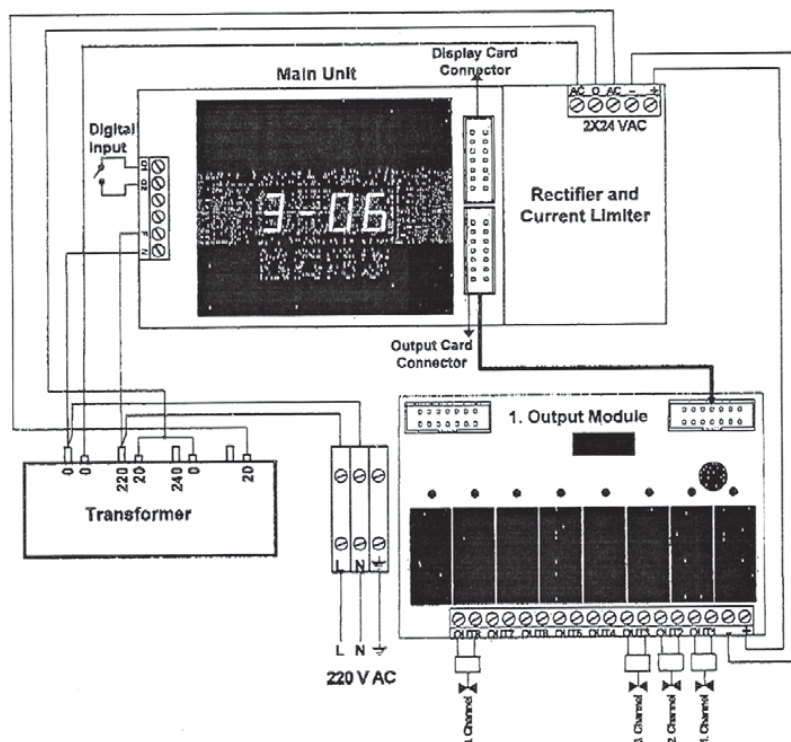 Display Card
Connector
Main Unit
AC 0 AC - +
2X24 VAC
Digital
Input
Rectifier and
Current Limiter
3-06
F
N
Output Card
Connector
1. Output Module
0
0
220
20
240
0
20
Transformer
L N
OUT8 OUT7 OUT6 OUT5 OUT4 OUT3 OUT2 OUT1 - +
L N
220 V AC
Channel
3. Channel
2. Channel
1. Channel